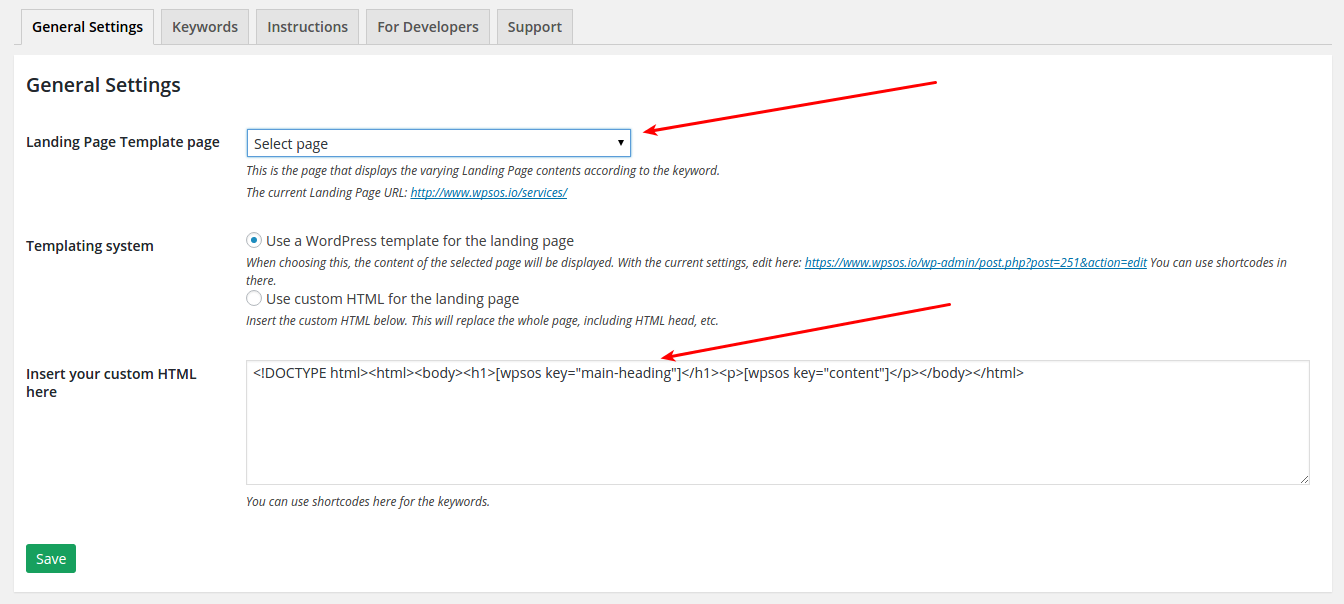 General Settings Keywords Instructions For Developers Support
General Settings
Landing Page Template page Select page
This is the page that displays the varying Landing Page contents according to the keyword.
The current Landing Page URL: http://www.wpsos.io/services/
Templating system Use a WordPress template for the landing page
When choosing this, the content of the selected page will be displayed. With the current settings, edit here: https://www.wpsos.io/wp-admin/post.php?post=251&action=edit You can use shortcodes in
there.
Use custom HTML for the landing page
Insert the custom HTML below. This will replace the whole page, including HTML head, etc.
Insert your custom HTML
here
<!DOCTYPE html><html><body><h1>[wpsos key="main-heading"]</h1><p>[wpsos key="content"]</p></body></html>
You can use shortcodes here for the keywords.
Save